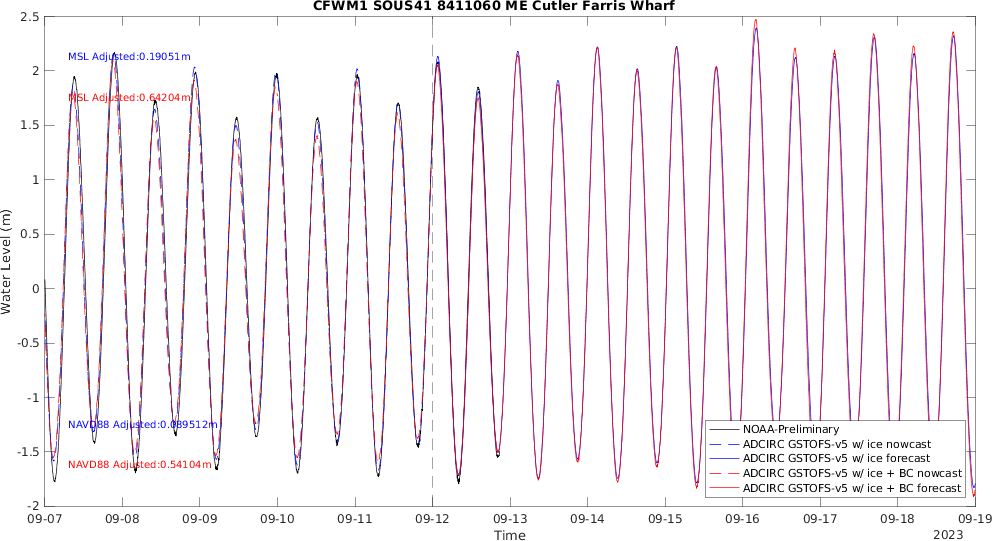 CFWM1 SOUS41 8411060 ME Cutler Farris Wharf
2.5
2
1.5
1
0.5
0
-0.5
-1
-1.5
-2
Water Level (m)
MSL Adjusted:0.19051m
MSL Adjusted:0.64204m
NAVD88 Adjusted:0.089512m
NAVD88 Adjusted:0.54104m
NOAA-Preliminary
ADCIRC GSTOFS-v5 w/ ice nowcast
ADCIRC GSTOFS-v5 w/ ice forecast
ADCIRC GSTOFS-v5 w/ ice + BC nowcast
ADCIRC GSTOFS-v5 w/ ice + BC forecast
09-07 09-08 09-09 09-10 09-11 09-12 09-13 09-14 09-15 09-16 09-17 09-18 09-19
Time
2023